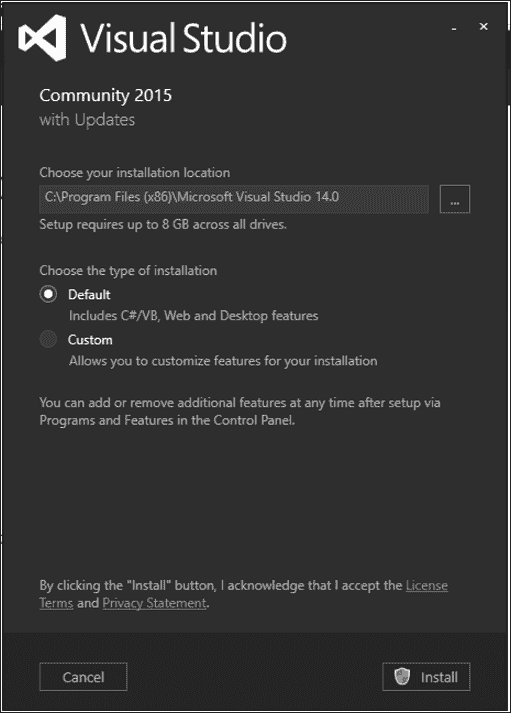 Visual Studio
Community 2015
with Updates
Choose your installation location
C:\Program Files (x86)\Microsoft Visual Studio 14.0
...
Setup requires up to 8 GB across all drives.
Choose the type of installation
Default
Includes C#/VB, Web and Desktop features
Custom
Allows you to customize features for your installation
You can add or remove additional features at any time after setup via
Programs and Features in the Control Panel.
By clicking the "Install" button, I acknowledge that I accept the License
Terms and Privacy Statement.
Cancel
Install